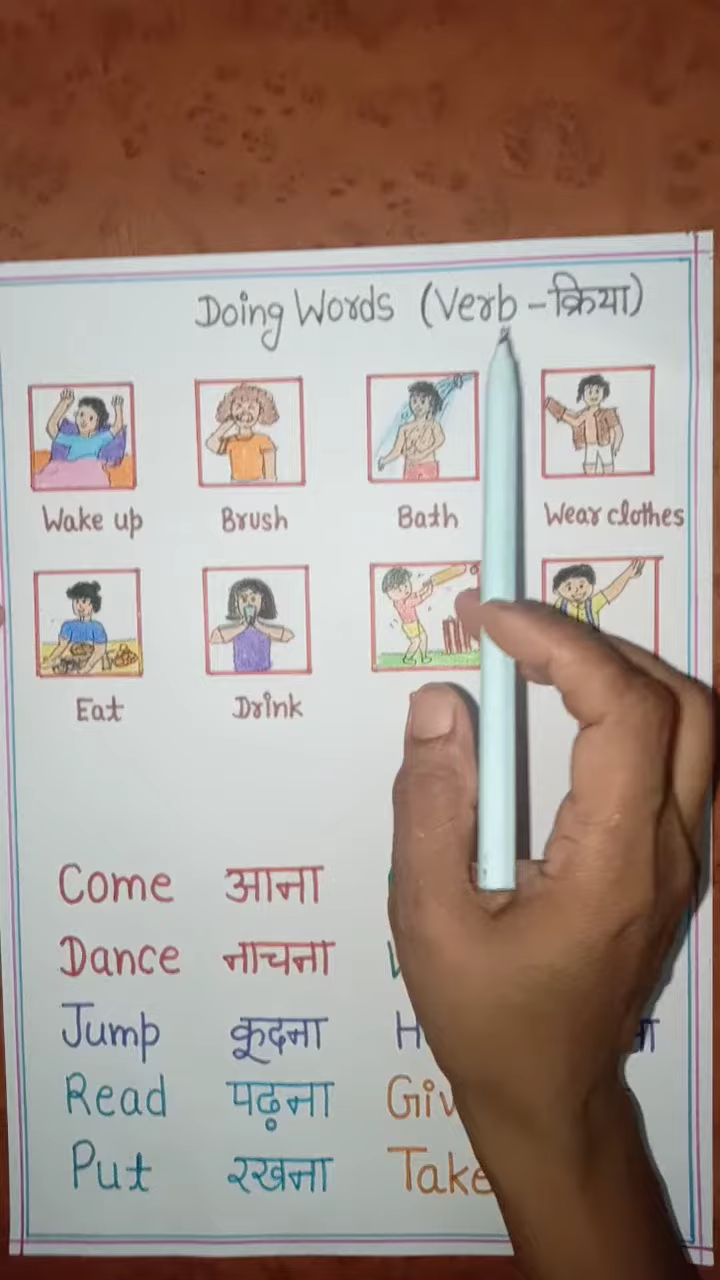 Doing Words (Verb - क्रिया)
Wake up Brush Bath Wear clothes
Eat Drink
Come आना
Dance नाचना
Jump कूदना
Read पढ़ना
Put रखना Take